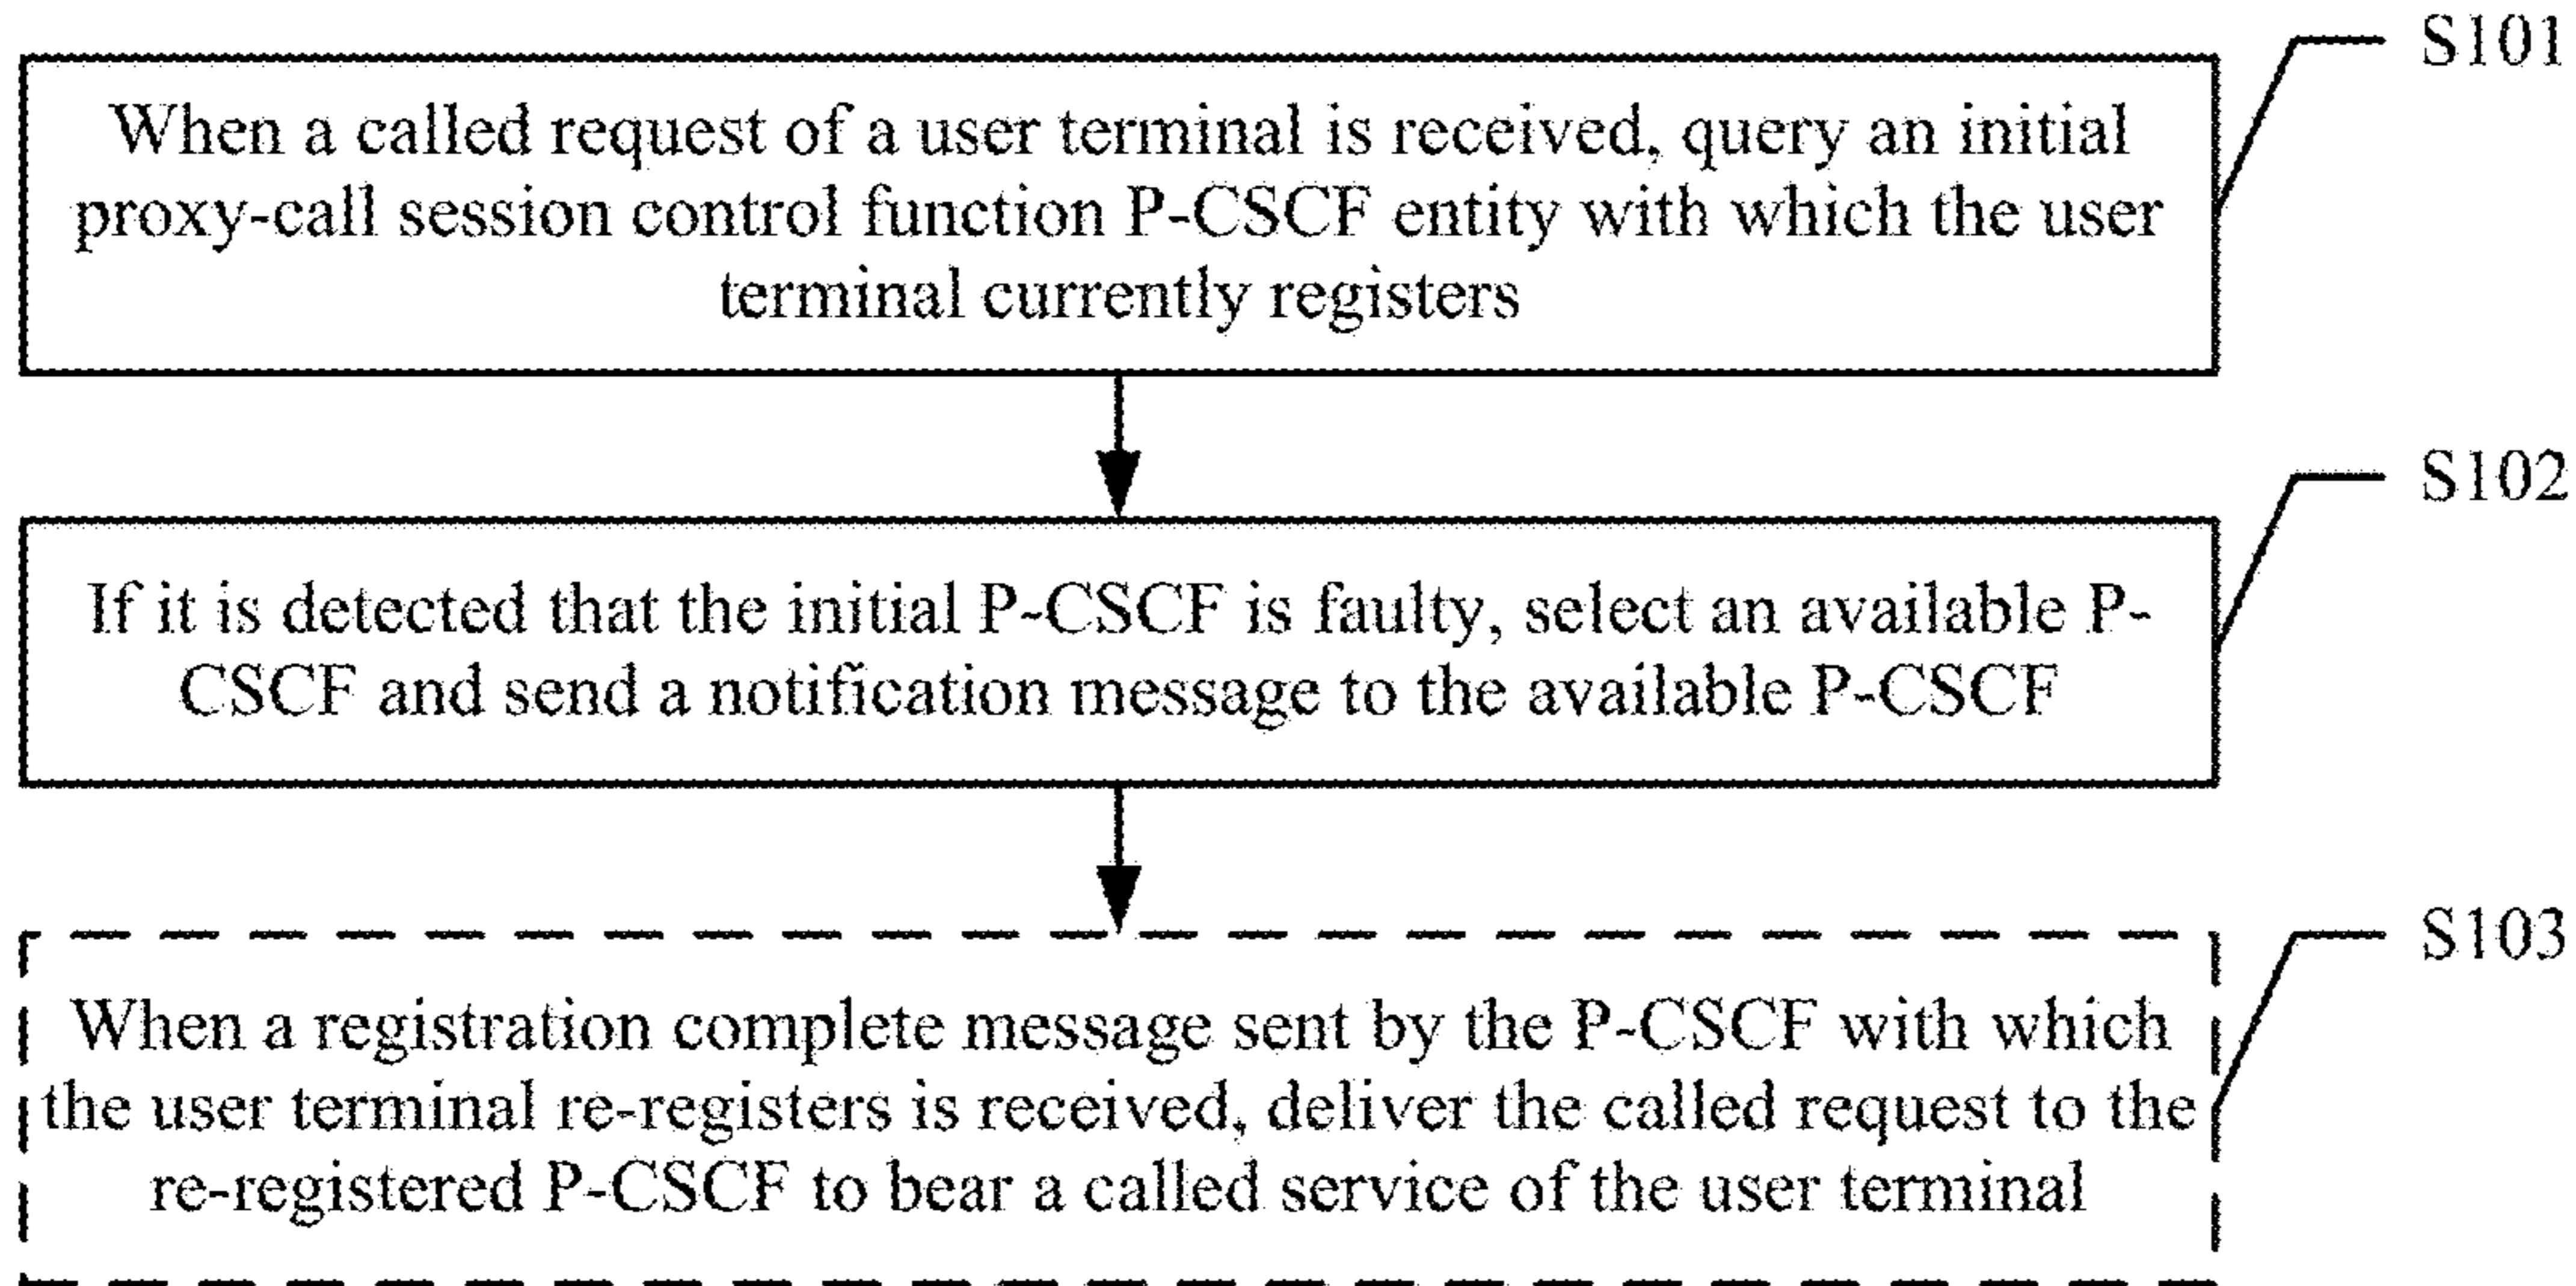 S101
When a called request of a user terminal is received, query an initial
proxy-call session control function P-CSCF entity with which the user
terminal currently registers
S102
If it is detected that the initial P-CSCF is faulty, select an available P-
CSCF and send a notification message to the available P-CSCF
S103
When a registration complete message sent by the P-CSCF with which
the user terminal re-registers is received, deliver the called request to the
re-registered P-CSCF to bear a called service of the user terminal